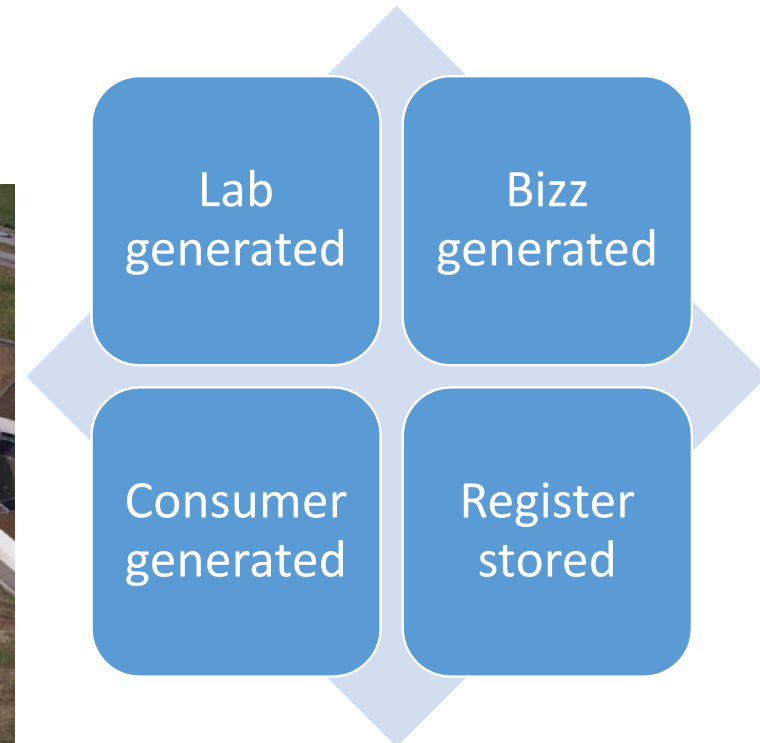 Lab
generated
Bizz
generated
Consumer
generated
Register
stored